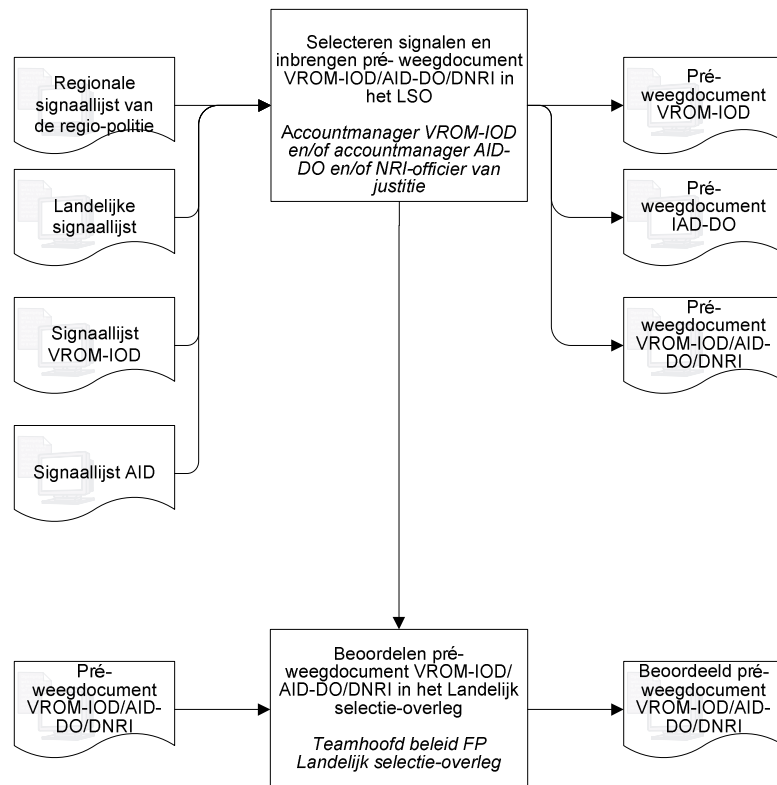 Regionale
signaallijst van
de regio-politie
Landelijke
signaallijst
Signaallijst
VROM-IOD
Signaallijst AID
Selecteren signalen en
inbrengen pré- weegdocument
VROM-IOD/AID-DO/DNRI in
het LSO
Accountmanager VROM-IOD
en/of accountmanager AID-
DO en/of NRI-officier van
justitie
Pré-
weegdocument
VROM-IOD
Pré-
weegdocument
IAD-DO
Pré-
weegdocument
VROM-IOD/AID-
DO/DNRI
Pré-
weegdocument
VROM-IOD/AID-
DO/DNRI
Beoordelen pré-
weegdocument VROM-IOD/
AID-DO/DNRI in het Landelijk
selectie-overleg
Teamhoofd beleid FP
Landelijk selectie-overleg
Beoordeeld pré-
weegdocument
VROM-IOD/AID-
DO/DNRI